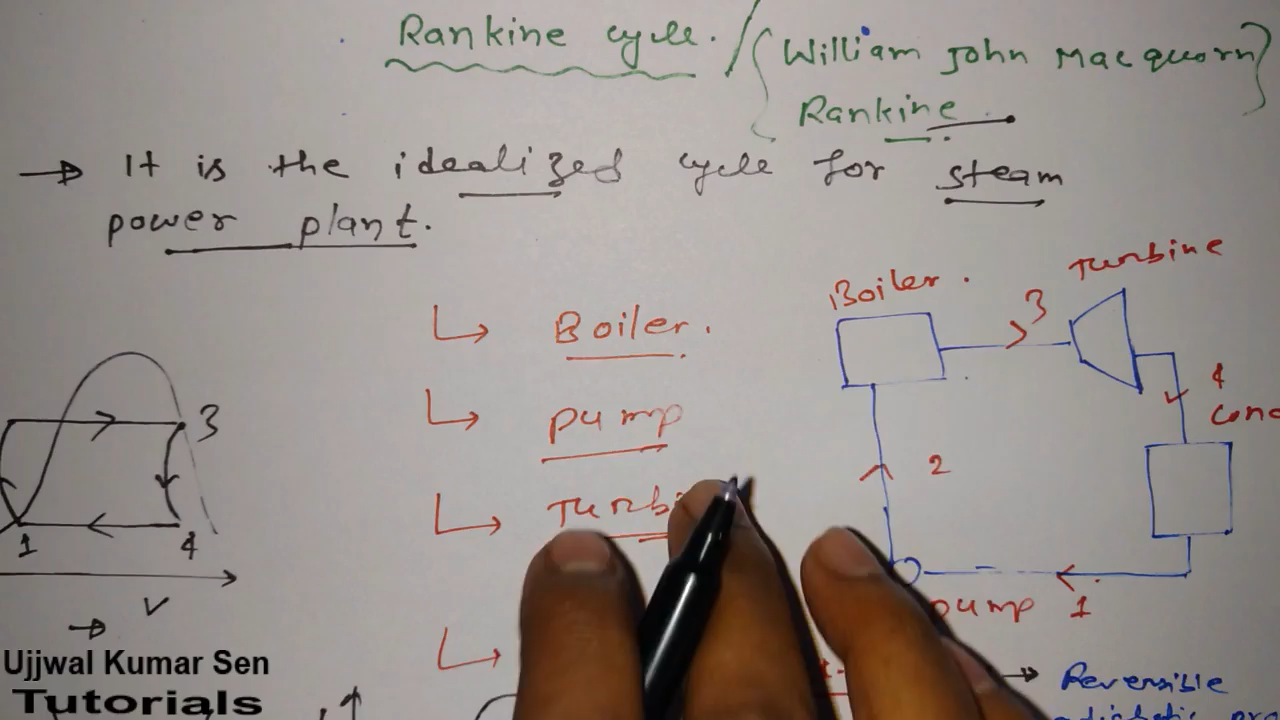 Rankine cycle. / {William John Macquorn
Rankine.}
→ It is the idealized cycle for steam
power plant.
Boiler.
Pump
Boiler.
Turbine
3
4
2
Pump 1
3
1 4
V
→ Reversible
Ujjwal Kumar Sen
Tutorials